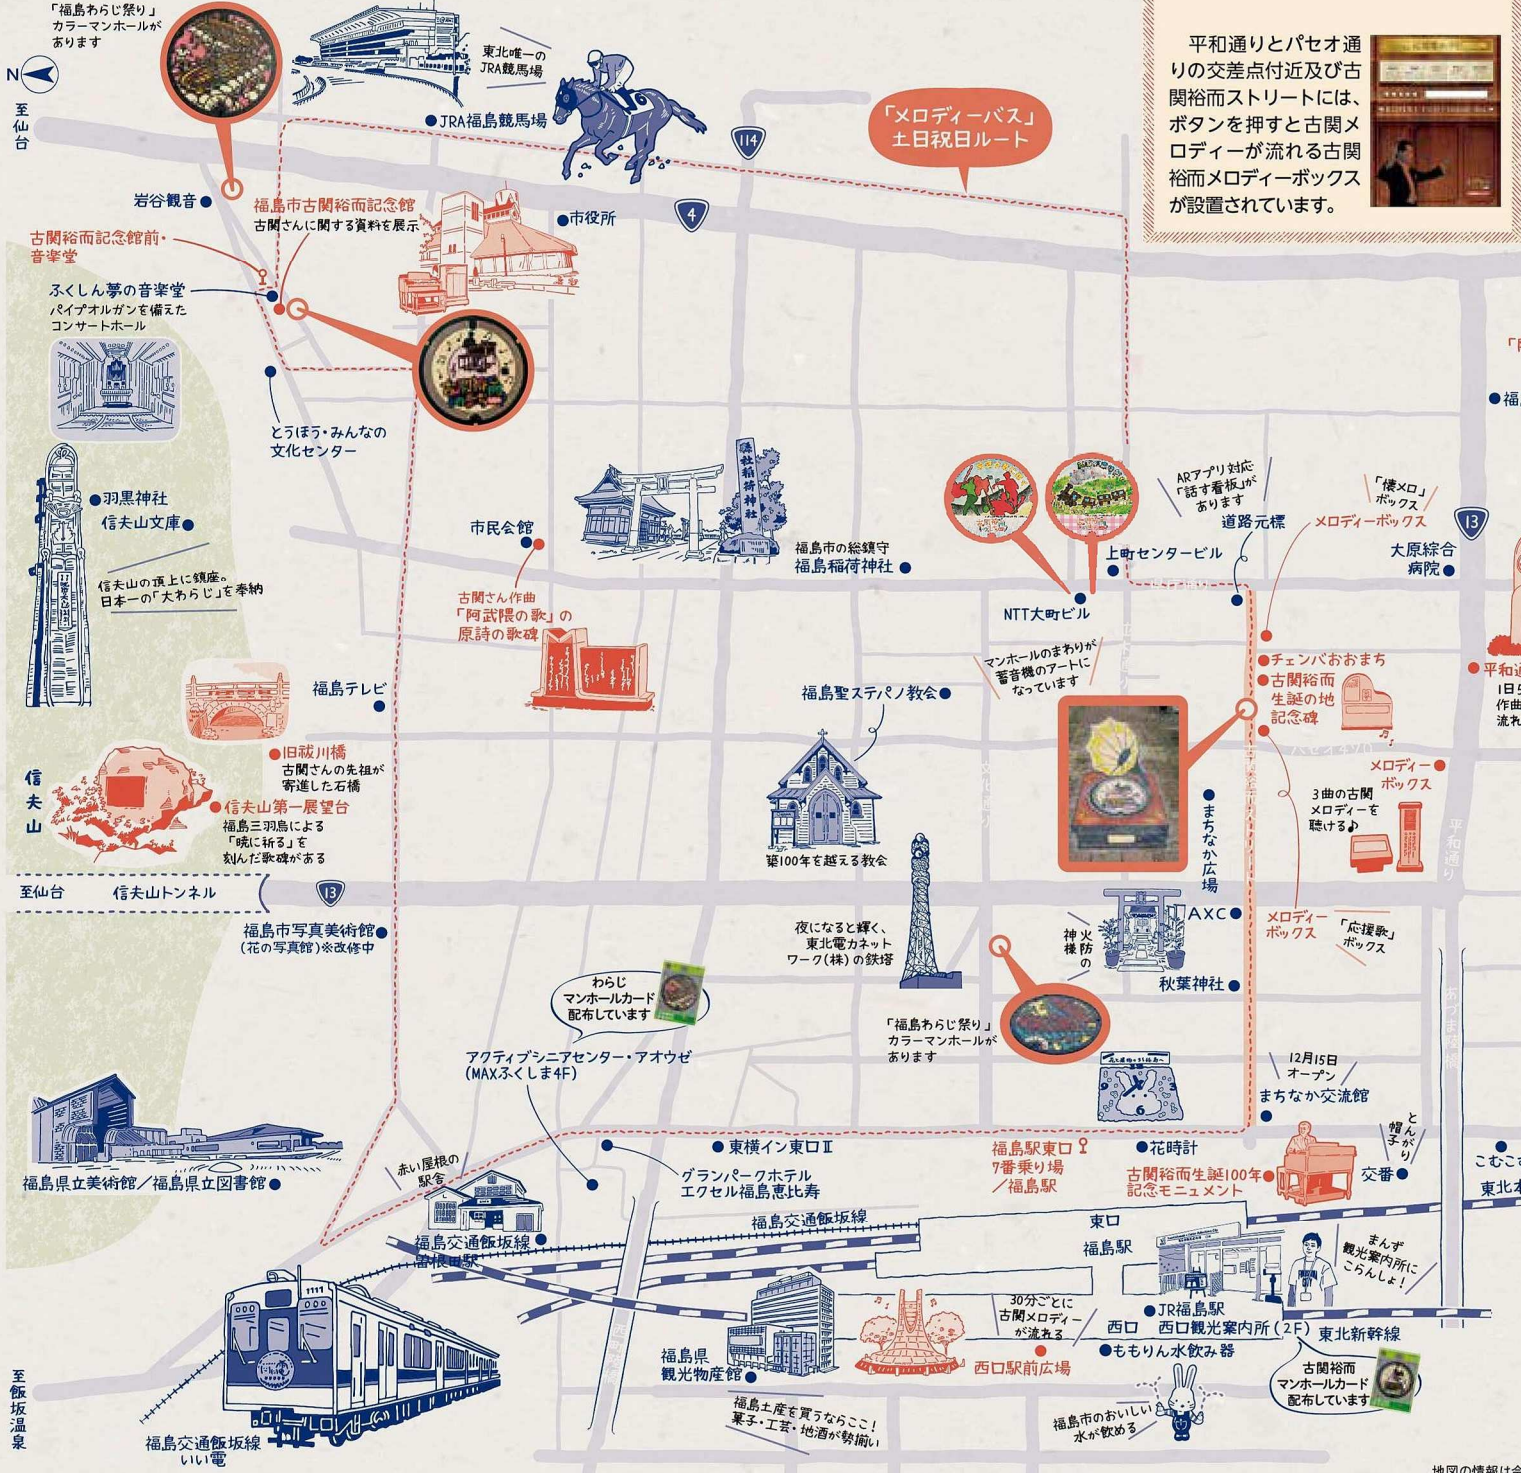 「福島わらじ祭り」
カラーマンホールが
あります
N
至仙台
東北唯一の
JRA競馬場
JRA福島競馬場
114
「メロディーバス」
土日祝日ルート
平和通りとパセオ通
りの交差点付近及び古
関裕而ストリートには、
ボタンを押すと古関メ
ロディーが流れる古関
裕而メロディーボックス
が設置されています。
岩谷観音
福島市古関裕而記念館
古関さんに関する資料を展示
市役所
4
古関裕而記念館前・
音楽堂
ふくしん夢の音楽堂
パイプオルガンを備えた
コンサートホール
とうほう・みんなの
文化センター
羽黒神社
信夫山文庫
信夫山の頂上に鎮座。
日本一の「大わらじ」を奉納
市民会館
縣社稲荷神社
福島市の総鎮守
福島稲荷神社
古関さん作曲
「阿武隈の歌」の
原詩の歌碑
ARアプリ対応
「話す看板」が
あります
道路元標
「懐メロ」
ボックス
メロディーボックス
13
大原綜合
病院
上町センタービル
NTT大町ビル
マンホールのまわりが
蓄音機のアートに
なっています
チェンバおおまち
古関裕而
生誕の地
記念碑
福島テレビ
福島聖ステパノ教会
旧祓川橋
古関さんの先祖が
寄進した石橋
信夫山
信夫山第一展望台
福島三羽烏による
「暁に祈る」を
刻んだ歌碑がある
築100年を越える教会
パセオ通り
メロディー
ボックス
3曲の古関
メロディーを
聴ける♪
平和通り
まちなか広場
至仙台
信夫山トンネル
13
福島市写真美術館
(花の写真館)※改修中
夜になると輝く、
東北電力ネット
ワーク(株)の鉄塔
火防の
神様
AXC
秋葉神社
メロディー
ボックス
「応援歌」
ボックス
わらじ
マンホールカード
配布しています
「福島わらじ祭り」
カラーマンホールが
あります
アクティブシニアセンター・アオウゼ
(MAXふくしま4F)
12月15日
オープン
まちなか交流館
東横イン東口Ⅱ
グランパークホテル
エクセル福島恵比寿
福島駅東口
7番乗り場
／福島駅
花時計
古関裕而生誕100年
記念モニュメント
とんがり
帽子
交番
福島県立美術館／福島県立図書館
赤い屋根の
駅舎
福島交通飯坂線
曽根田駅
福島交通飯坂線
東口
福島駅
まんず
観光案内所に
こらんしょ!
1111
JR福島駅
西口 西口観光案内所(2F)
東北新幹線
30分ごとに
古関メロディー
が流れる
西口駅前広場
ももりん水飲み器
福島県
観光物産館
福島土産を買うならここ!
菓子・工芸・地酒が勢揃い
福島市のおいしい
水が飲める
古関裕而
マンホールカード
配布しています
至飯坂温泉
福島交通飯坂線
いい電